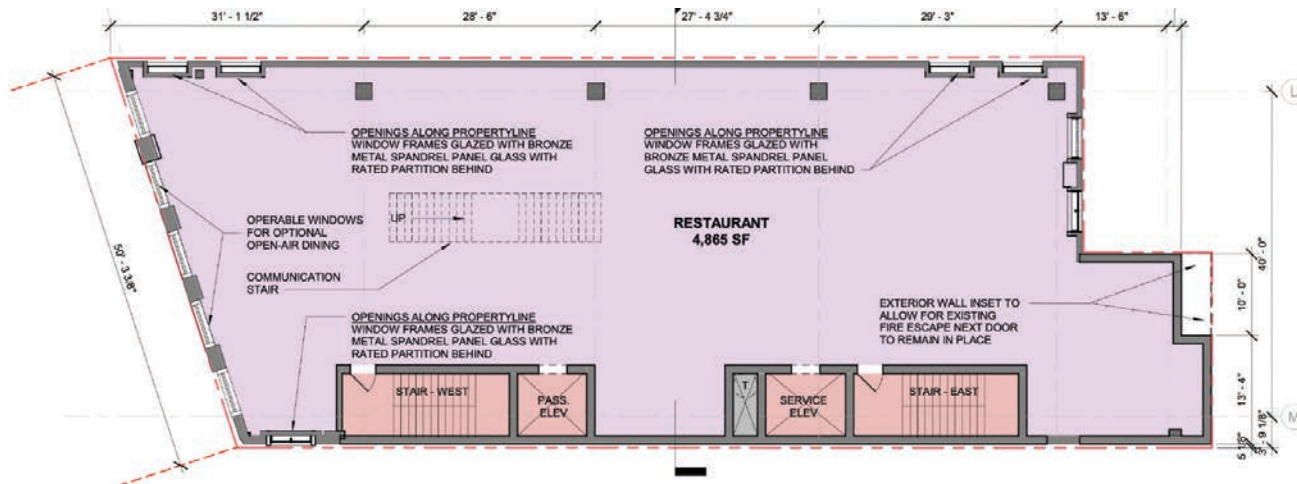 31' - 1 1/2"
28' - 6"
27' - 4 3/4"
29' - 3"
13' - 6"
L
OPENINGS ALONG PROPERTYLINE
WINDOW FRAMES GLAZED WITH BRONZE
METAL SPANDREL PANEL GLASS WITH
RATED PARTITION BEHIND
OPENINGS ALONG PROPERTYLINE
WINDOW FRAMES GLAZED WITH
BRONZE METAL SPANDREL PANEL
GLASS WITH RATED PARTITION BEHIND
UP
RESTAURANT
4,865 SF
OPERABLE WINDOWS
FOR OPTIONAL
OPEN-AIR DINING
50' - 3 3/8"
COMMUNICATION
STAIR
40' - 0"
10' - 0"
EXTERIOR WALL INSET TO
ALLOW FOR EXISTING
FIRE ESCAPE NEXT DOOR
TO REMAIN IN PLACE
OPENINGS ALONG PROPERTYLINE
WINDOW FRAMES GLAZED WITH BRONZE
METAL SPANDREL PANEL GLASS WITH
RATED PARTITION BEHIND
STAIR - WEST
PASS.
ELEV
T
SERVICE
ELEV
STAIR - EAST
13' - 4"
3' - 9 1/8"
M